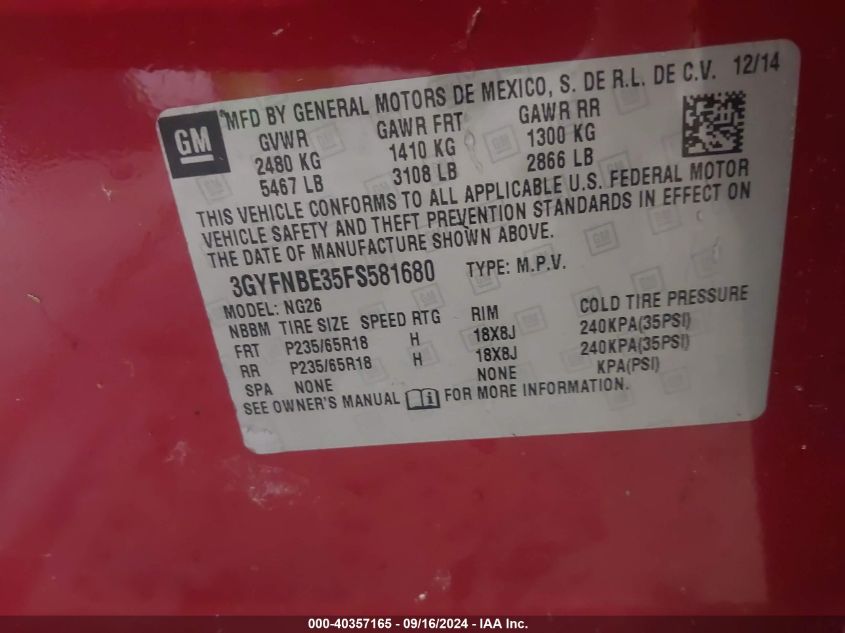 MFD BY GENERAL MOTORS DE MEXICO, S. DE R.L. DE C.V. 12/14
GM
GVWR GAWR FRT GAWR RR
2480 KG 1410 KG 1300 KG
5467 LB 3108 LB 2866 LB
THIS VEHICLE CONFORMS TO ALL APPLICABLE U.S. FEDERAL MOTOR
VEHICLE SAFETY AND THEFT PREVENTION STANDARDS IN EFFECT ON
THE DATE OF MANUFACTURE SHOWN ABOVE.
3GYFNBE35FS581680 TYPE: M.P.V.
MODEL: NG26
NBBM TIRE SIZE SPEED RTG RIM COLD TIRE PRESSURE
FRT P235/65R18 H 18X8J 240KPA(35PSI)
RR P235/65R18 H 18X8J 240KPA(35PSI)
SPA NONE NONE KPA(PSI)
SEE OWNER'S MANUAL FOR MORE INFORMATION.
000-40357165 - 09/16/2024 - IAA Inc.